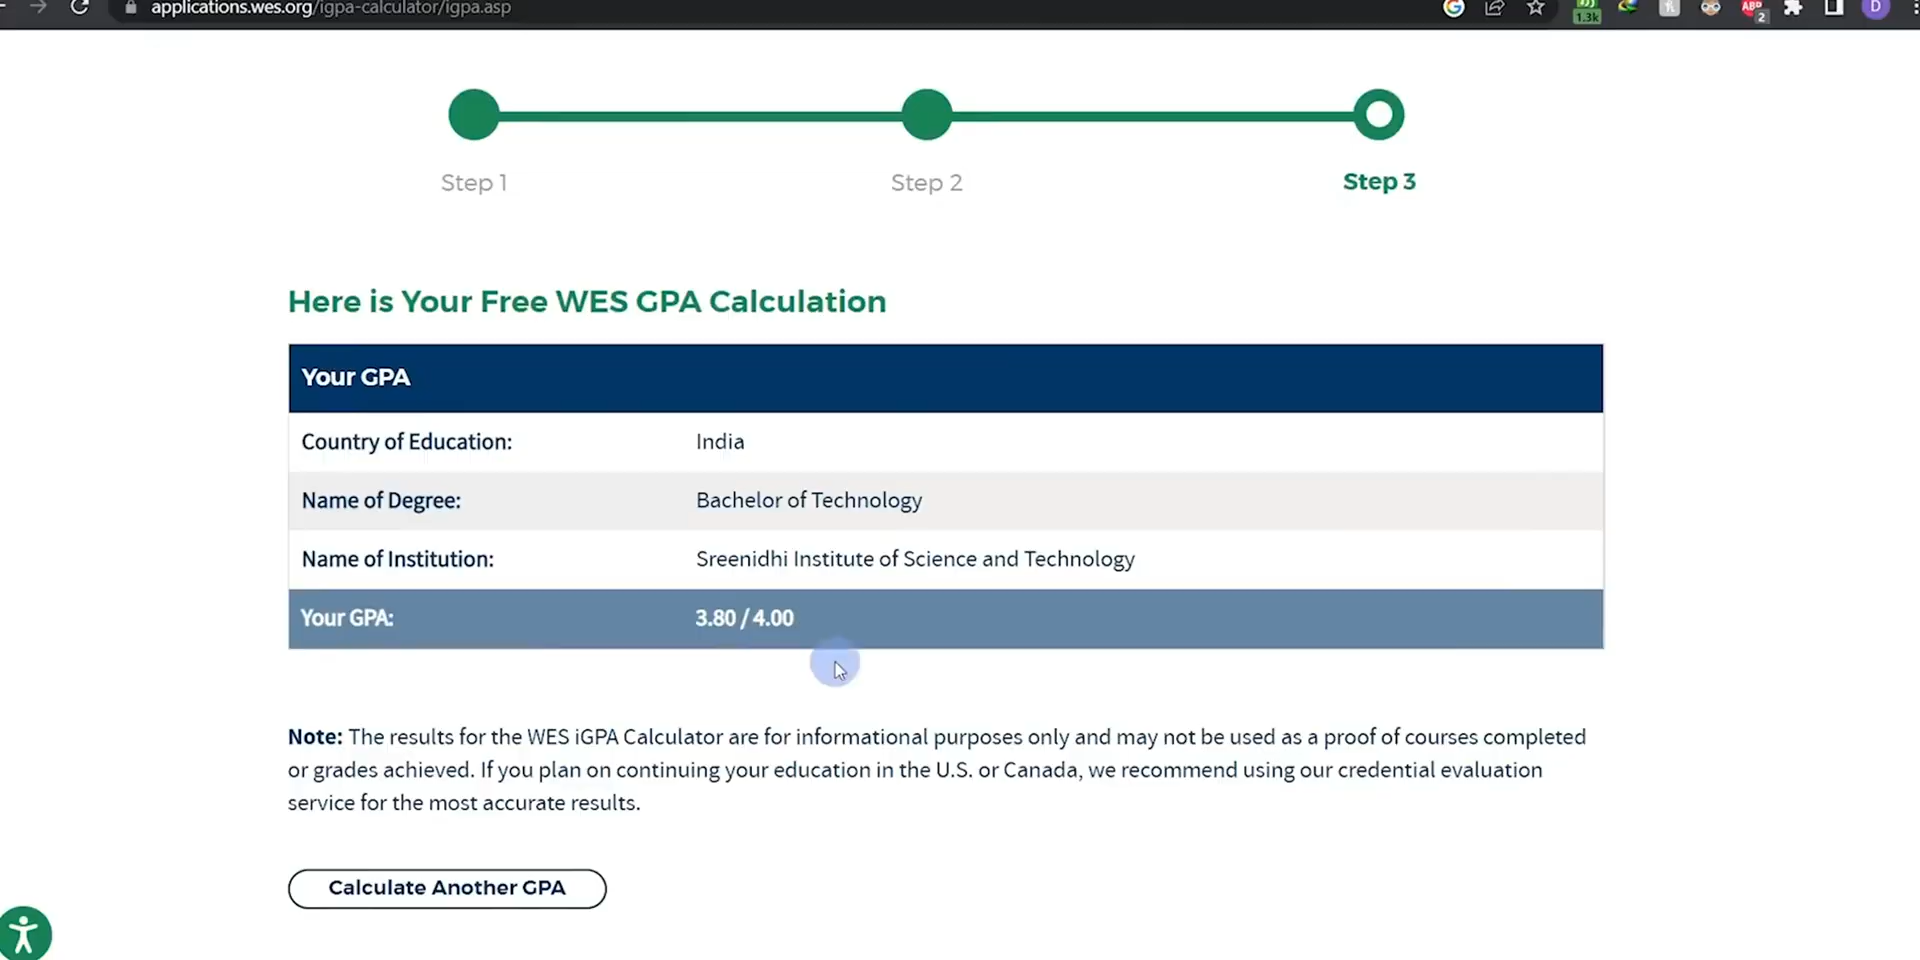 applications.wes.org/igpa-calculator/igpa.asp
1.3k
ABP
2
D
Step 1
Step 2
Step 3
Here is Your Free WES GPA Calculation
Your GPA
Country of Education: India
Name of Degree: Bachelor of Technology
Name of Institution: Sreenidhi Institute of Science and Technology
Your GPA: 3.80 / 4.00
Note: The results for the WES iGPA Calculator are for informational purposes only and may not be used as a proof of courses completed
or grades achieved. If you plan on continuing your education in the U.S. or Canada, we recommend using our credential evaluation
service for the most accurate results.
Calculate Another GPA